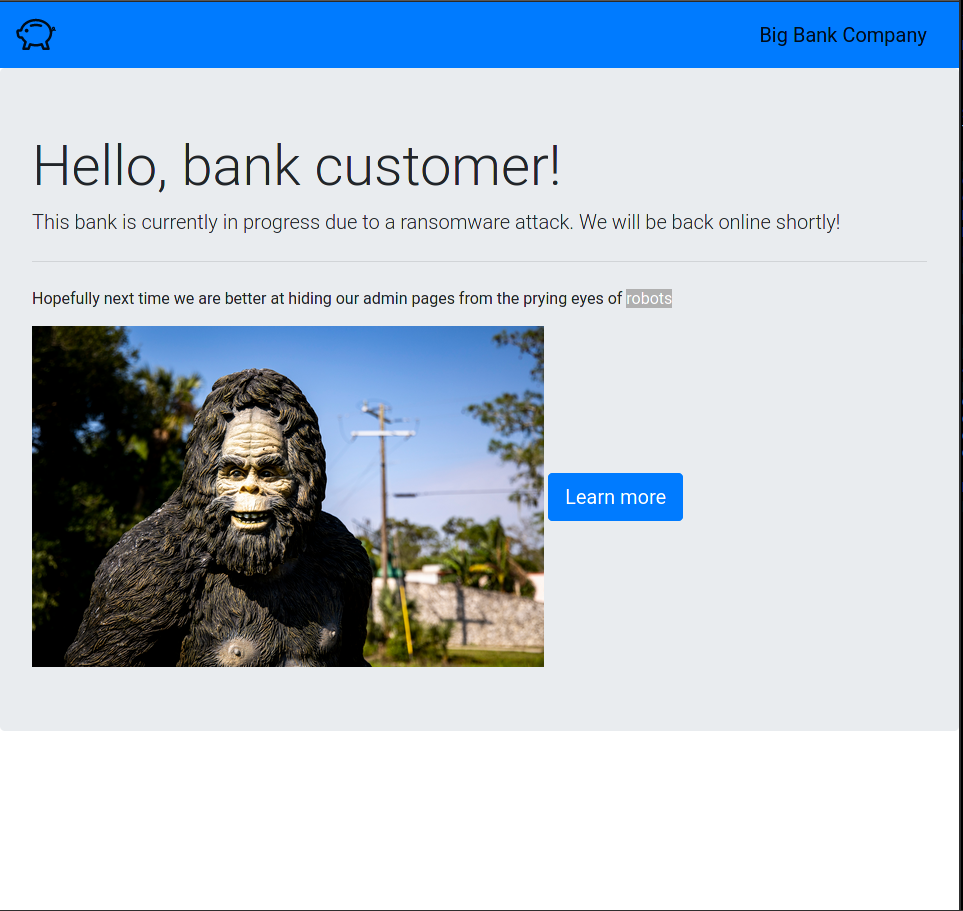 Big Bank Company
Hello, bank customer!
This bank is currently in progress due to a ransomware attack. We will be back online shortly!
Hopefully next time we are better at hiding our admin pages from the prying eyes of robots
Learn more